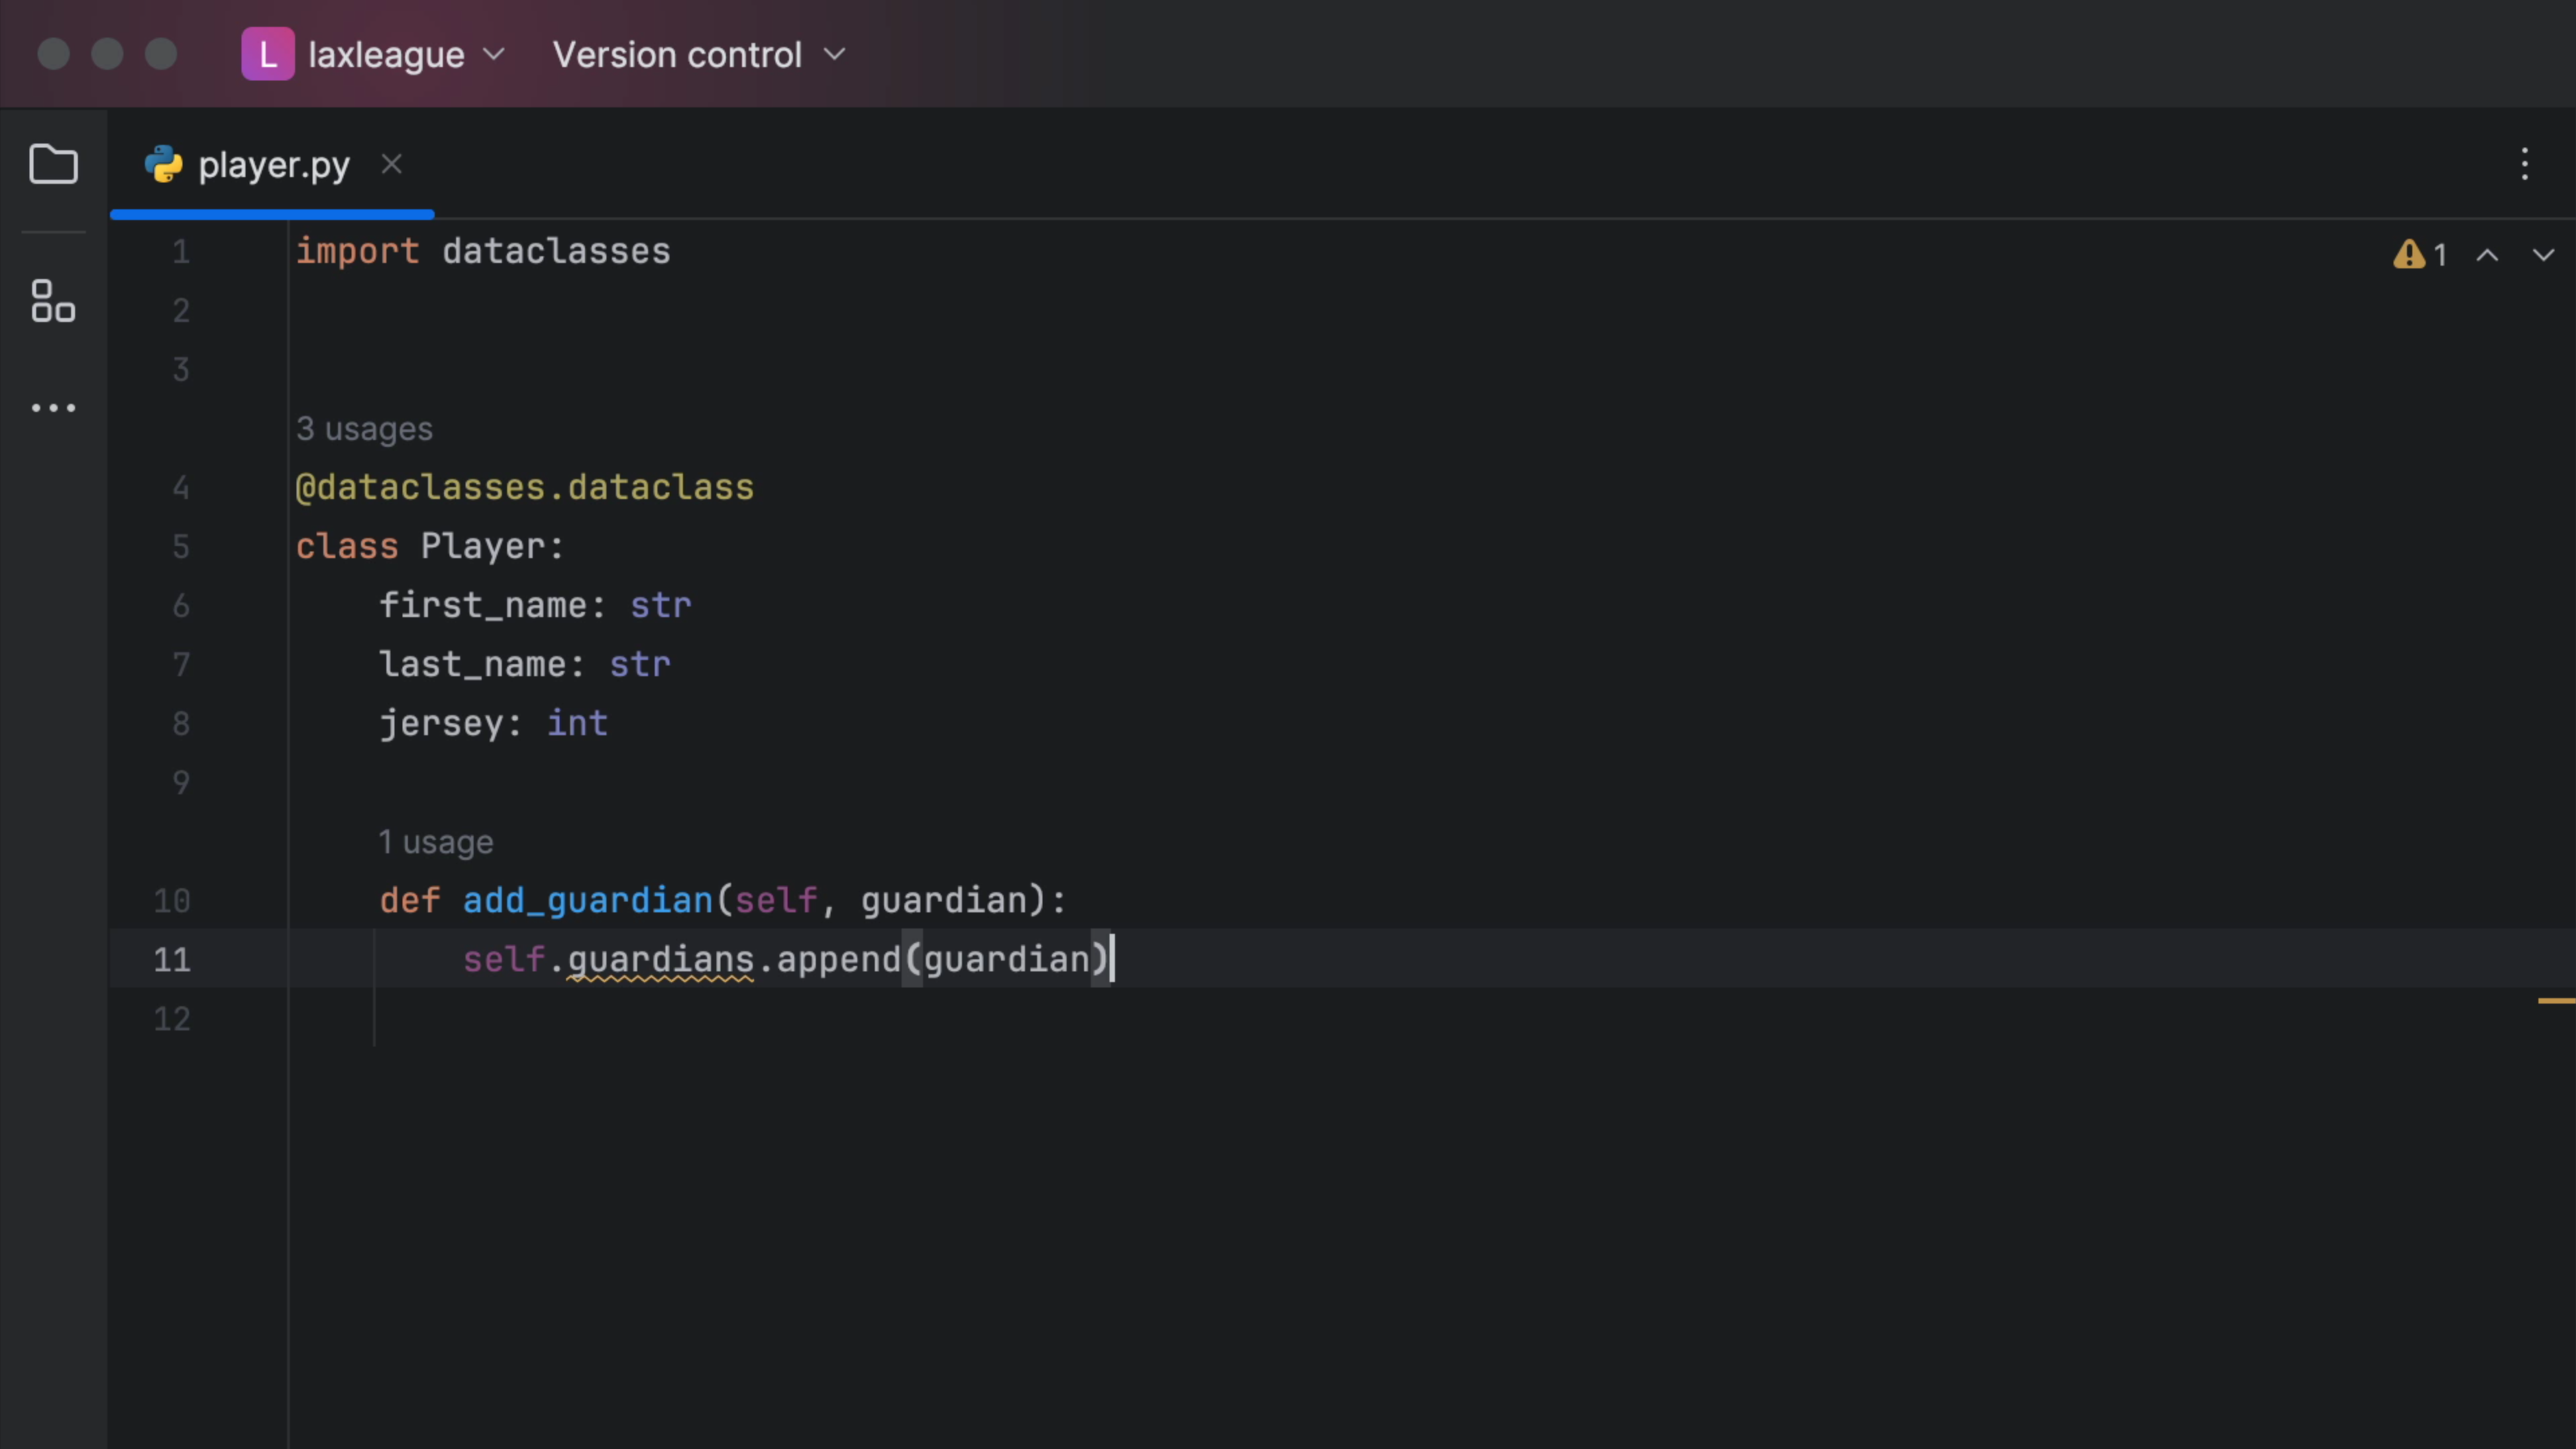 L laxleague Version control
player.py
1 import dataclasses
1
2
3
3 usages
4 @dataclasses.dataclass
5 class Player:
6 first_name: str
7 last_name: str
8 jersey: int
9
1 usage
10 def add_guardian(self, guardian):
11 self.guardians.append(guardian)
12